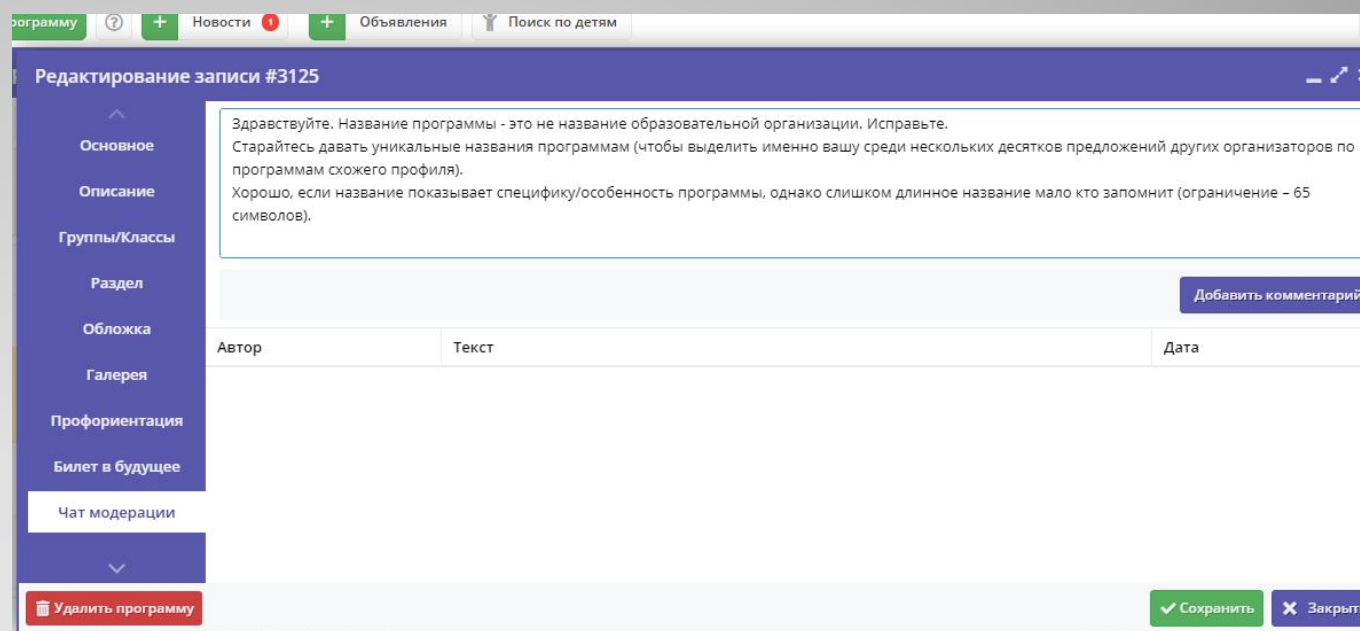 рограмму ? + Новости 1 + Объявления Поиск по детям
Редактирование записи #3125
Основное
Описание
Группы/Классы
Раздел
Обложка
Галерея
Профориентация
Билет в будущее
Чат модерации
Здравствуйте. Название программы - это не название образовательной организации. Исправьте.
Старайтесь давать уникальные названия программам (чтобы выделить именно вашу среди нескольких десятков предложений других организаторов по
программам схожего профиля).
Хорошо, если название показывает специфику/особенность программы, однако слишком длинное название мало кто запомнит (ограничение – 65
символов).
Добавить комментарий
Автор Текст Дата
Удалить программу Сохранить Закрыт